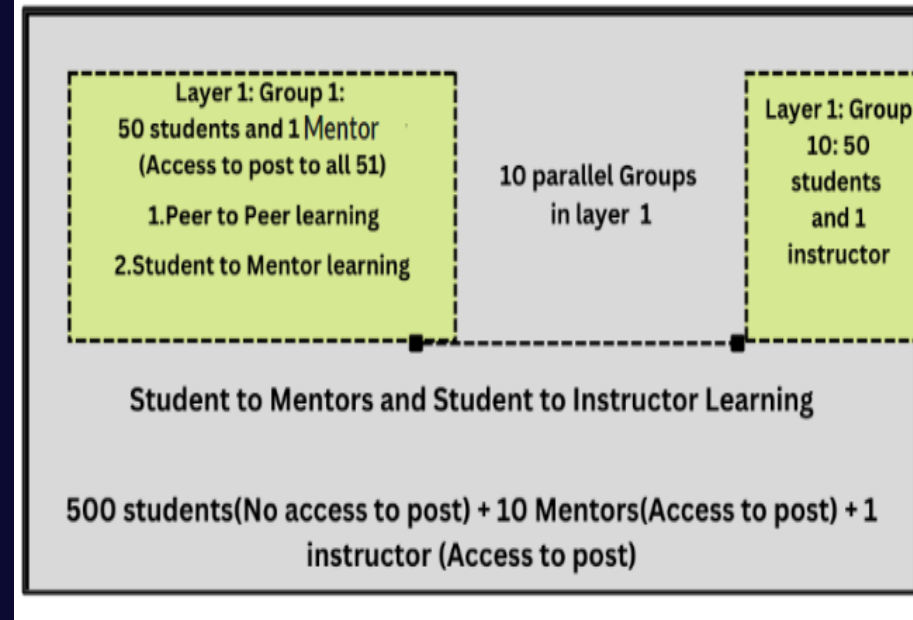 Layer 1: Group 1:
50 students and 1 Mentor
(Access to post to all 51)
1.Peer to Peer learning
2.Student to Mentor learning
10 parallel Groups
in layer 1
Layer 1: Group
10: 50
students
and 1
instructor
Student to Mentors and Student to Instructor Learning
500 students(No access to post) + 10 Mentors(Access to post) + 1
instructor (Access to post)